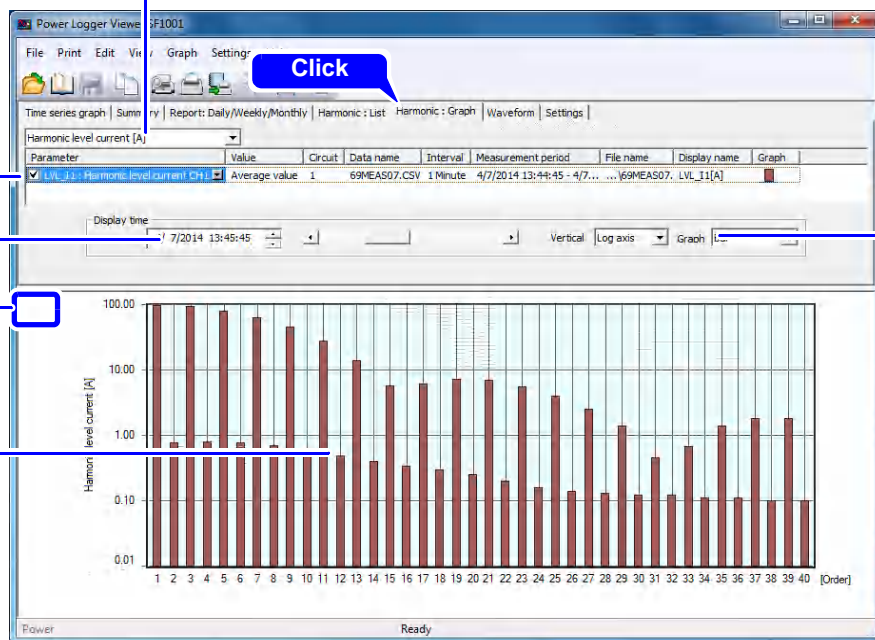 Power Logger Viewer SF1001
File Print Edit View Graph Settings
Click
Time series graph Summary Report: Daily/Weekly/Monthly Harmonic : List Harmonic : Graph Waveform Settings
Harmonic level current [A]
Parameter Value Circuit Data name Interval Measurement period File name Display name Graph
LVL_I1 : Harmonic level current CH1 Average value 1 69MEAS07.CSV 1 Minute 4/7/2014 13:44:45 - 4/7... ...\69MEAS07. LVL_I1[A]
Display time
/ 7/2014 13:45:45 Vertical Log axis Graph
100.00
10.00
1.00
0.10
0.01
Harmonic level current [A]
1 2 3 4 5 6 7 8 9 10 11 12 13 14 15 16 17 18 19 20 21 22 23 24 25 26 27 28 29 30 31 32 33 34 35 36 37 38 39 40 [Order]
Power Ready